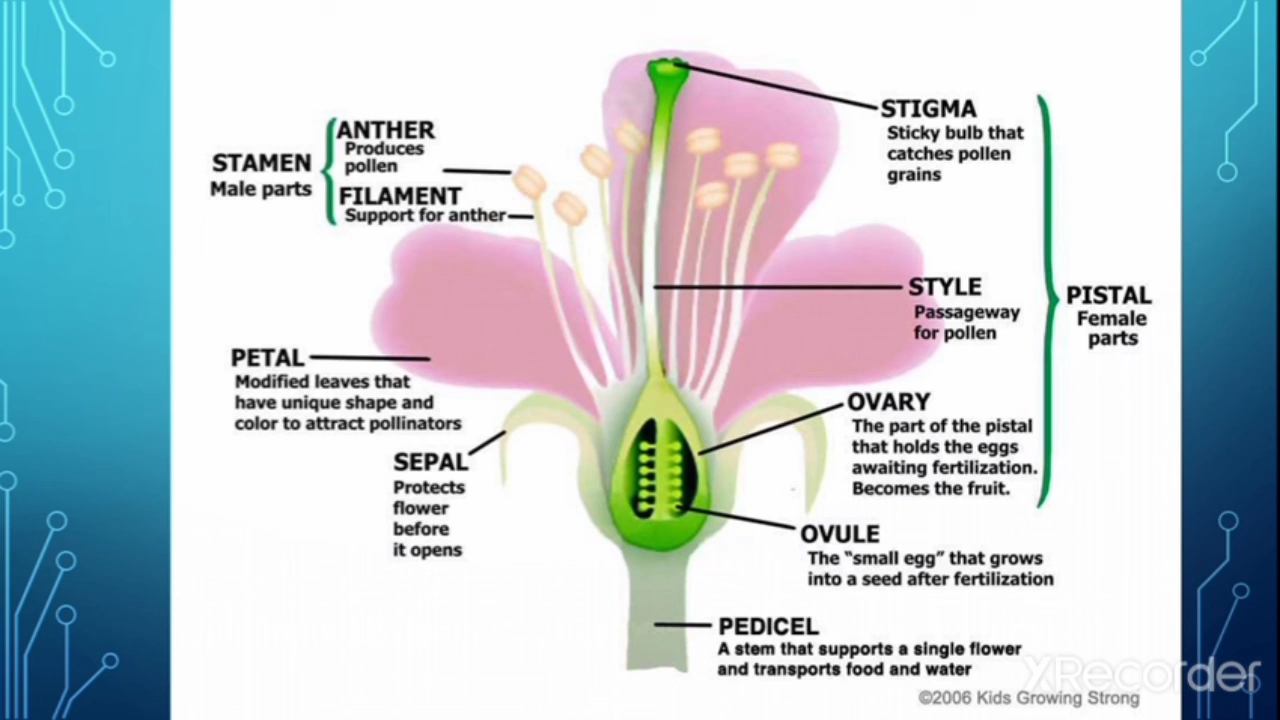 STAMEN
Male parts
ANTHER
Produces
pollen
FILAMENT
Support for anther
PETAL
Modified leaves that
have unique shape and
color to attract pollinators
SEPAL
Protects
flower
before
it opens
STIGMA
Sticky bulb that
catches pollen
grains
STYLE
Passageway
for pollen
PISTAL
Female
parts
OVARY
The part of the pistal
that holds the eggs
awaiting fertilization.
Becomes the fruit.
OVULE
The “small egg” that grows
into a seed after fertilization
PEDICEL
A stem that supports a single flower
and transports food and water
XRecorder
©2006 Kids Growing Strong